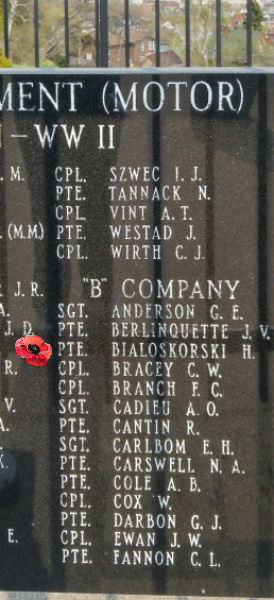 MENT (MOTOR)
– WW II
. M. CPL. SZWEC I. J.
PTE. TANNACK N.
CPL. VINT A. T.
(M.M.) PTE. WESTAD J.
CPL. WIRTH C. J.
J. R. "B" COMPANY
A. SGT. ANDERSON G. E.
J. D. PTE. BERLINQUETTE J. V.
PTE. BIALOSKORSKI H.
R. CPL. BRACEY C. W.
CPL. BRANCH F. C.
V. SGT. CADIEU A. O.
A. PTE. CANTIN R.
SGT. CARLBOM E. H.
K. PTE. CARSWELL N. A.
PTE. COLE A. B.
CPL. COX W.
PTE. DARBON G. J.
E. CPL. EWAN J. W.
PTE. FANNON C. L.